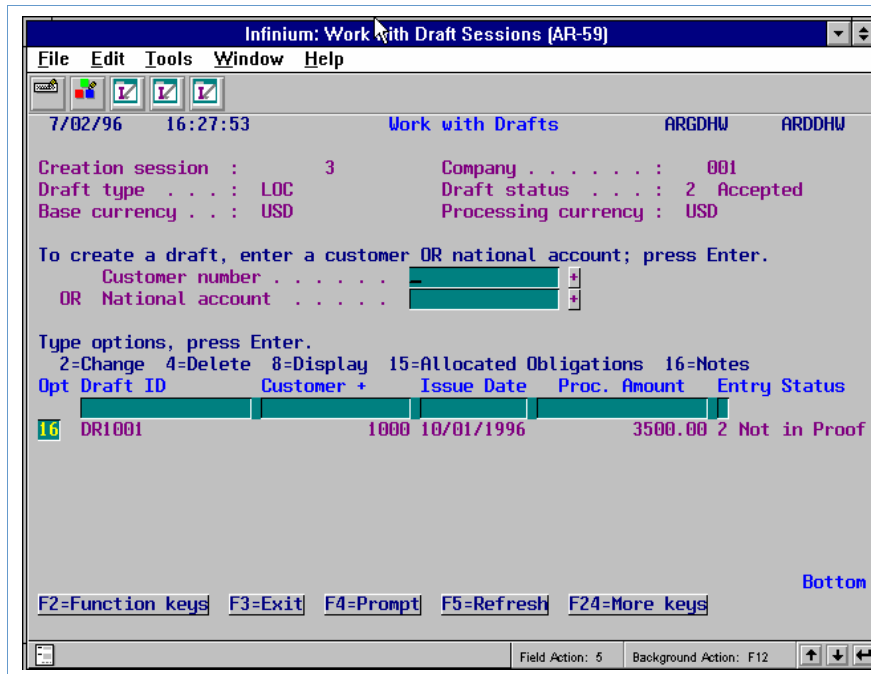 Infinium: Work with Draft Sessions (AR-59)
File Edit Tools Window Help
7/02/96 16:27:53 Work with Drafts ARGDHW ARDDHW
Creation session : 3 Company . . . . . . : 001
Draft type . . . : LOC Draft status . . . : 2 Accepted
Base currency . . : USD Processing currency : USD
To create a draft, enter a customer OR national account; press Enter.
Customer number . . . . . . +
OR National account . . . . . +
Type options, press Enter.
2=Change 4=Delete 8=Display 15=Allocated Obligations 16=Notes
Opt Draft ID Customer + Issue Date Proc. Amount Entry Status
16 DR1001 1000 10/01/1996 3500.00 2 Not in Proof
Bottom
F2=Function keys F3=Exit F4=Prompt F5=Refresh F24=More keys
Field Action: 5 Background Action: F12